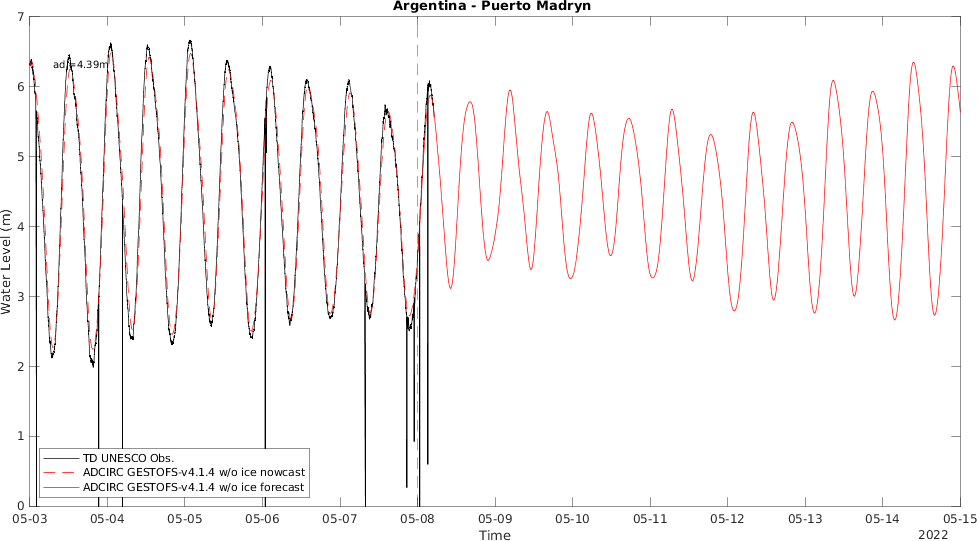 Argentina - Puerto Madryn
7
6
5
4
3
2
1
0
Water Level (m)
adj=4.39m
TD UNESCO Obs.
ADCIRC GESTOFS-v4.1.4 w/o ice nowcast
ADCIRC GESTOFS-v4.1.4 w/o ice forecast
05-03 05-04 05-05 05-06 05-07 05-08 05-09 05-10 05-11 05-12 05-13 05-14 05-15
Time
2022